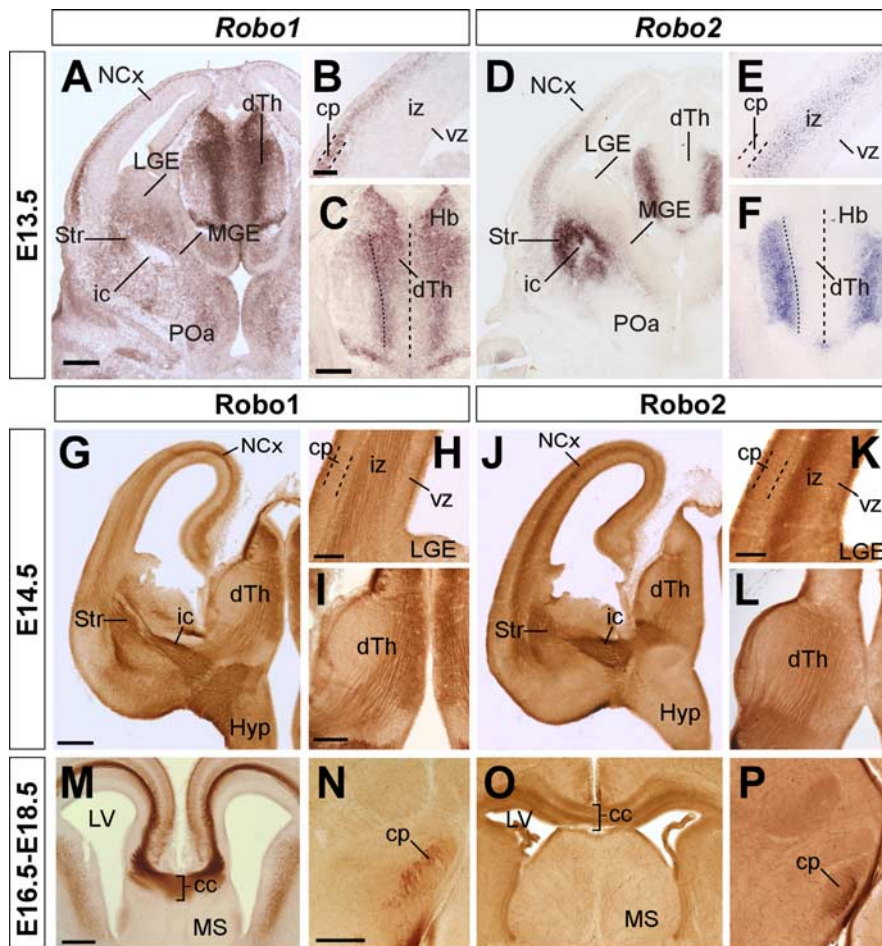 Robo1
Robo2
E13.5
A
NCx
dTh
LGE
Str
MGE
ic
POa
B
cp
iz
vz
C
Hb
dTh
D
NCx
dTh
LGE
MGE
Str
ic
POa
E
cp
iz
vz
F
Hb
dTh
Robo1
Robo2
E14.5
G
NCx
dTh
Str
ic
Hyp
H
cp
iz
vz
LGE
I
dTh
J
NCx
dTh
Str
ic
Hyp
K
cp
iz
vz
LGE
L
dTh
E16.5-E18.5
M
LV
cc
MS
N
cp
O
LV
cc
MS
P
cp